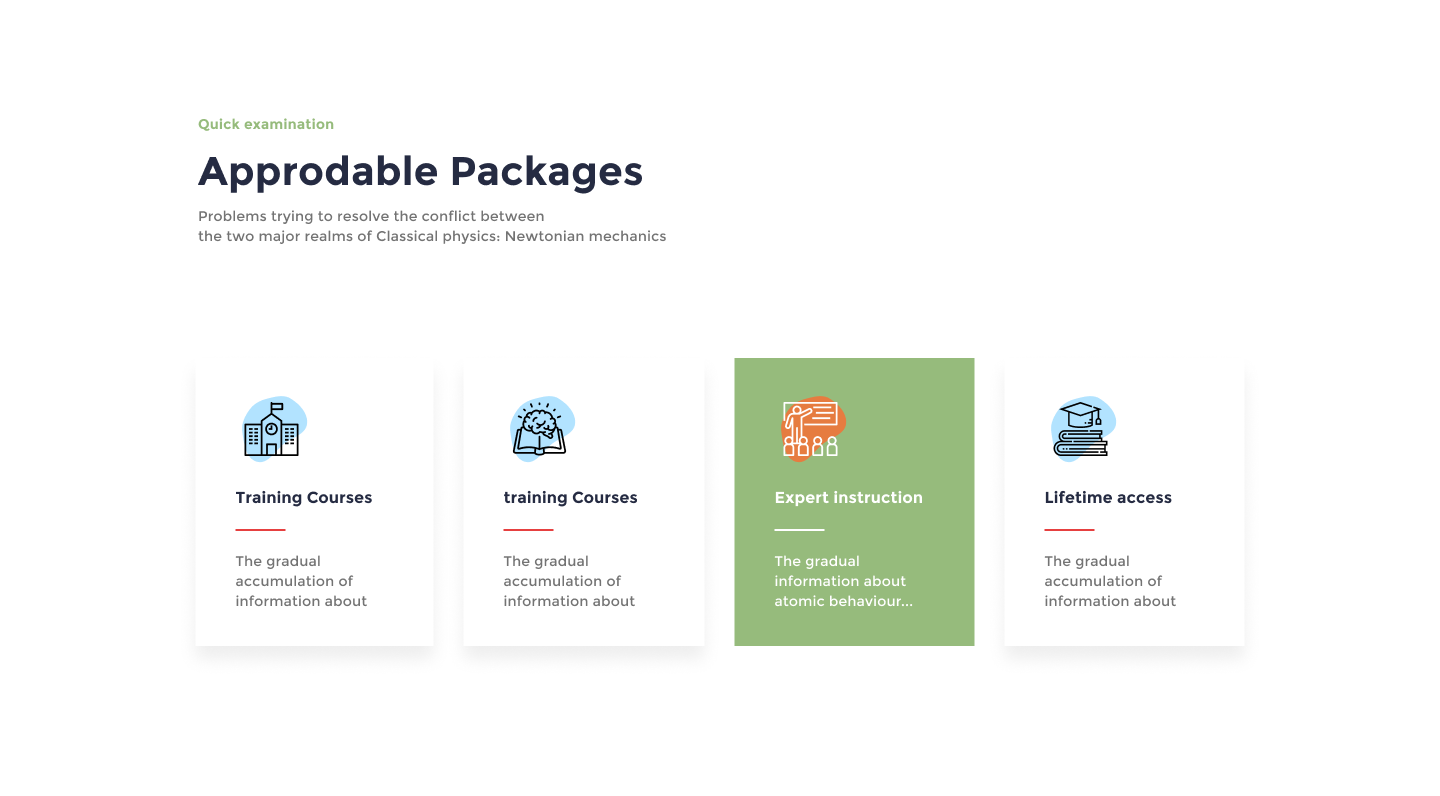 Quick examination
Approdable Packages
Problems trying to resolve the conflict between
the two major realms of Classical physics: Newtonian mechanics
Training Courses
The gradual
accumulation of
information about
training Courses
The gradual
accumulation of
information about
Expert instruction
The gradual
information about
atomic behaviour...
Lifetime access
The gradual
accumulation of
information about